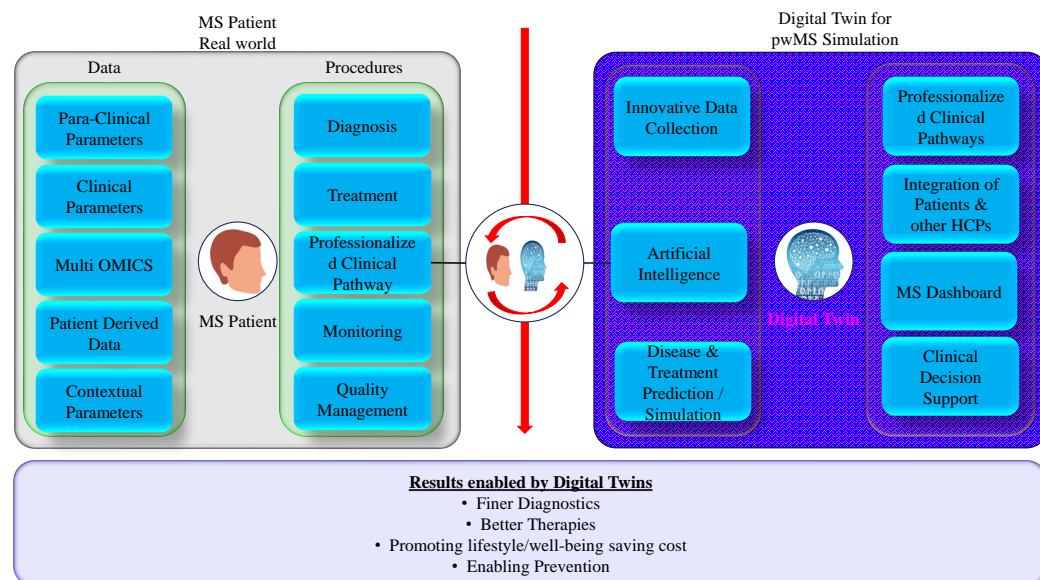 MS Patient
Real world
Data
Procedures
Para-Clinical
Parameters
Clinical
Parameters
Multi OMICS
Patient Derived
Data
Contextual
Parameters
MS Patient
Diagnosis
Treatment
Professionalize
d Clinical
Pathway
Monitoring
Quality
Management
Digital Twin for
pwMS Simulation
Innovative Data
Collection
Artificial
Intelligence
Disease &
Treatment
Prediction /
Simulation
Digital Twin
Professionalize
d Clinical
Pathways
Integration of
Patients &
other HCPs
MS Dashboard
Clinical
Decision
Support
Results enabled by Digital Twins
• Finer Diagnostics
• Better Therapies
• Promoting lifestyle/well-being saving cost
• Enabling Prevention